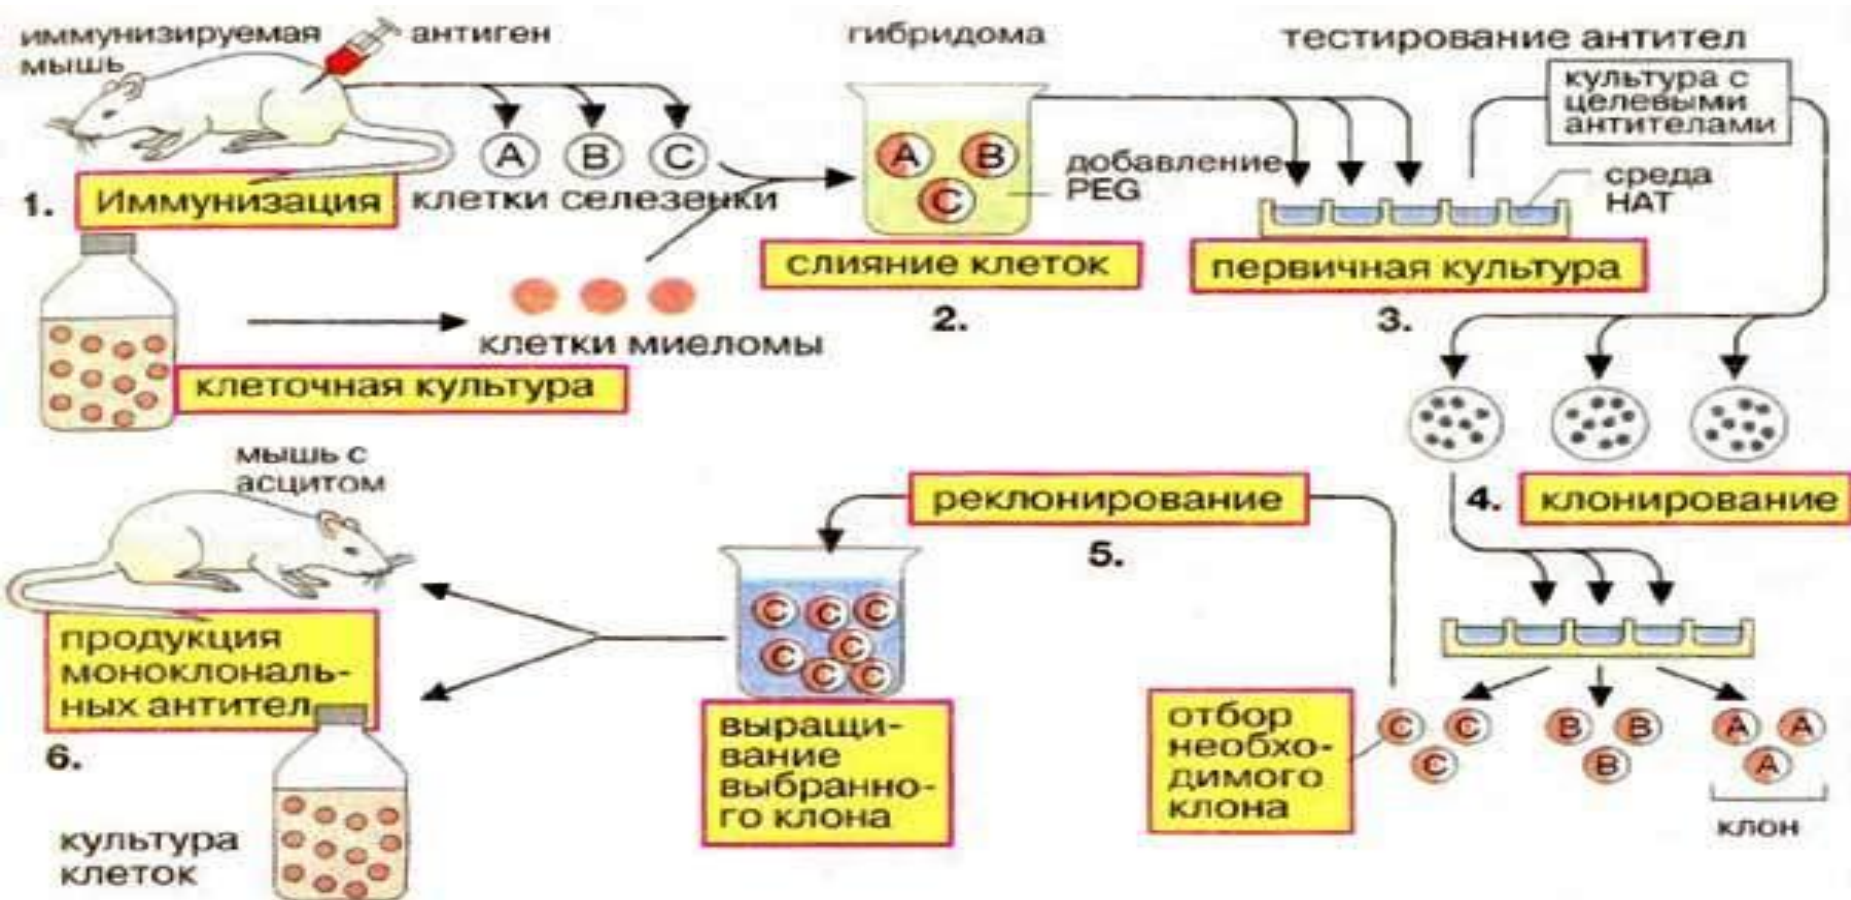 иммунизируемая
мышь
антиген
A B C
1. Иммунизация
клетки селезенки
клетки миеломы
клеточная культура
гибридома
A B
C
добавление
PEG
слияние клеток
2.
тестирование антител
культура с
целевыми
антителами
среда
НАТ
первичная культура
3.
4. клонирование
C C
C
B B
B
A A
A
клон
отбор
необхо-
димого
клона
реклонирование
5.
C C C
C C
C C
выращи-
вание
выбранно-
го клона
мышь с
асцитом
продукция
моноклональ-
ных антител
6.
культура
клеток